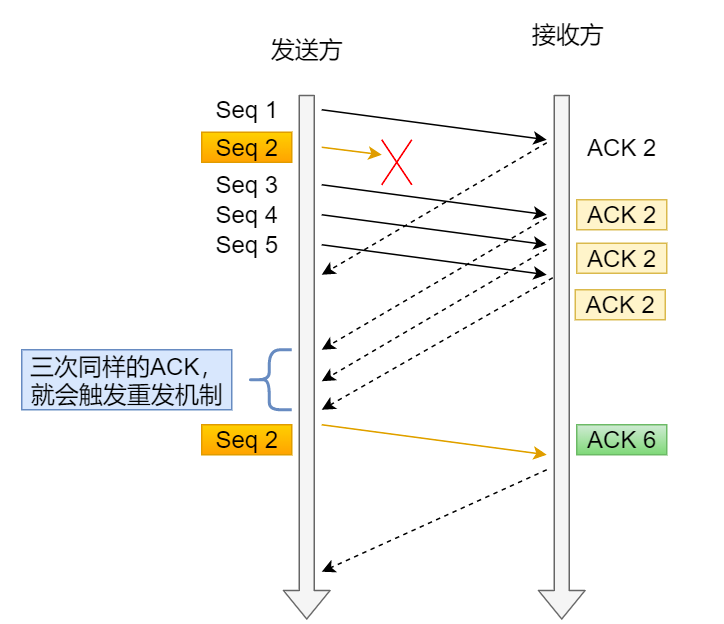 发送方
接收方
Seq 1
ACK 2
Seq 2
Seq 3
Seq 4
ACK 2
Seq 5
ACK 2
ACK 2
三次同样的ACK，
就会触发重发机制
Seq 2
ACK 6